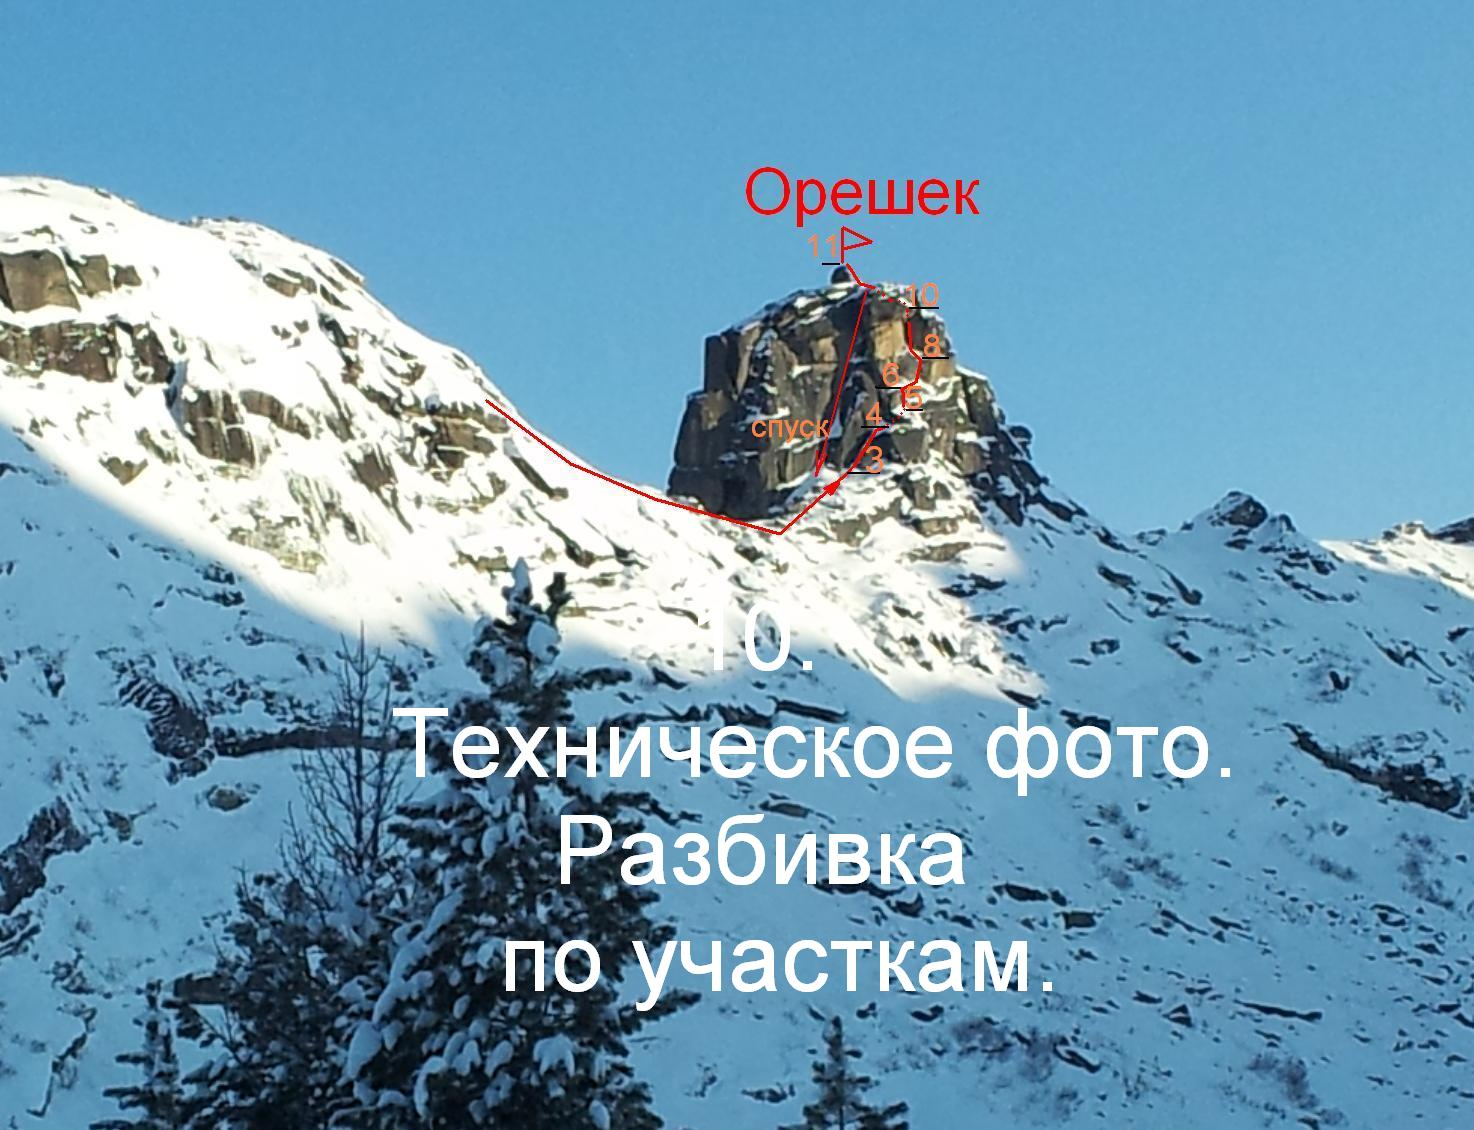 Орешек
11
10
8
6
5
4
спуск
3
10.
Техническое фото.
Разбивка
по участкам.